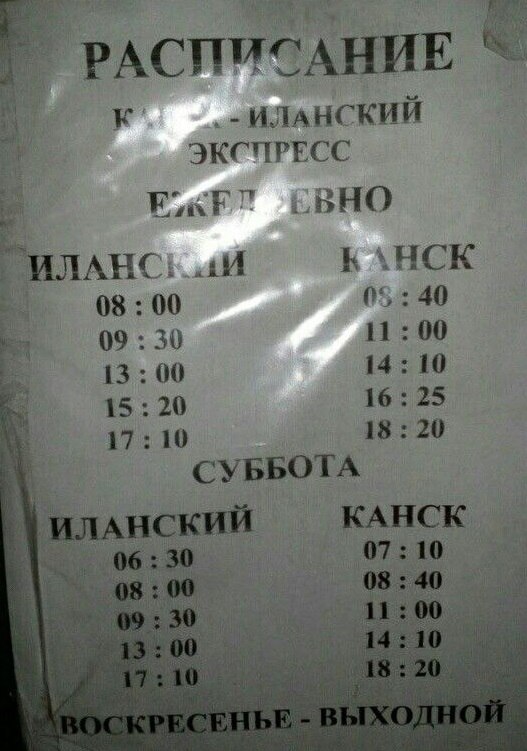 РАСПИСАНИЕ
КАНСК - ИЛАНСКИЙ
ЭКСПРЕСС
ЕЖЕДНЕВНО
ИЛАНСКИЙ КАНСК
08 : 00 08 : 40
09 : 30 11 : 00
13 : 00 14 : 10
15 : 20 16 : 25
17 : 10 18 : 20
СУББОТА
ИЛАНСКИЙ КАНСК
06 : 30 07 : 10
08 : 00 08 : 40
09 : 30 11 : 00
13 : 00 14 : 10
17 : 10 18 : 20
ВОСКРЕСЕНЬЕ - ВЫХОДНОЙ